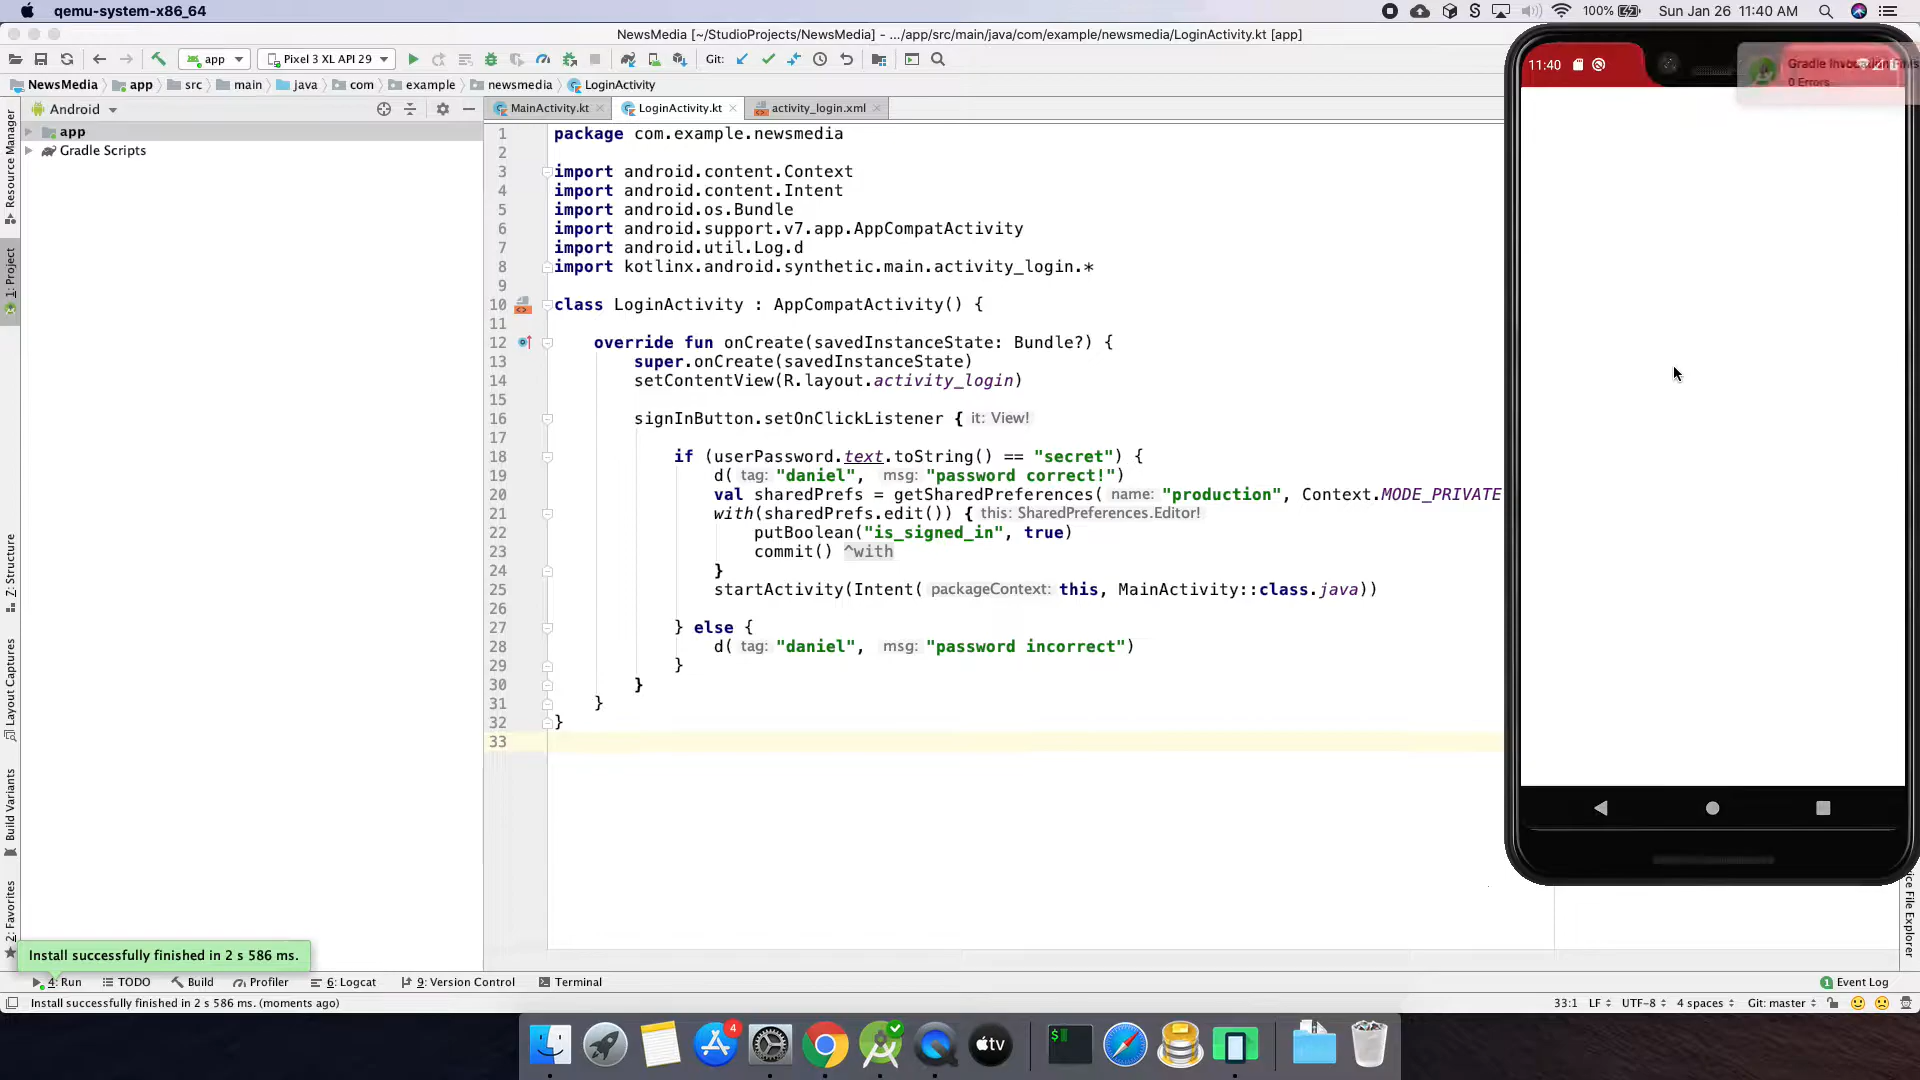 qemu-system-x86_64
100%
Sun Jan 26 11:40 AM
NewsMedia [~/StudioProjects/NewsMedia] - .../app/src/main/java/com/example/newsmedia/LoginActivity.kt [app]
app
Pixel 3 XL API 29
Git:
NewsMedia
app
src
main
java
com
example
newsmedia
LoginActivity
Android
MainActivity.kt
LoginActivity.kt
activity_login.xml
app
Gradle Scripts
Resource Manager
1: Project
Z: Structure
Layout Captures
Build Variants
2: Favorites
1 package com.example.newsmedia
2
3 import android.content.Context
4 import android.content.Intent
5 import android.os.Bundle
6 import android.support.v7.app.AppCompatActivity
7 import android.util.Log.d
8 import kotlinx.android.synthetic.main.activity_login.*
9
10 class LoginActivity : AppCompatActivity() {
11
12 override fun onCreate(savedInstanceState: Bundle?) {
13 super.onCreate(savedInstanceState)
14 setContentView(R.layout.activity_login)
15
16 signInButton.setOnClickListener { it: View!
17
18 if (userPassword.text.toString() == "secret") {
19 d( tag: "daniel", msg: "password correct!")
20 val sharedPrefs = getSharedPreferences( name: "production", Context.MODE_PRIVATE
21 with(sharedPrefs.edit()) { this: SharedPreferences.Editor!
22 putBoolean("is_signed_in", true)
23 commit() ^with
24 }
25 startActivity(Intent( packageContext: this, MainActivity::class.java))
26
27 } else {
28 d( tag: "daniel", msg: "password incorrect")
29 }
30 }
31 }
32 }
33
11:40
0 Errors
Install successfully finished in 2 s 586 ms.
4: Run
TODO
Build
Profiler
6: Logcat
9: Version Control
Terminal
1 Event Log
Install successfully finished in 2 s 586 ms. (moments ago)
33:1
LF
UTF-8
4 spaces
Git: master
4
tv